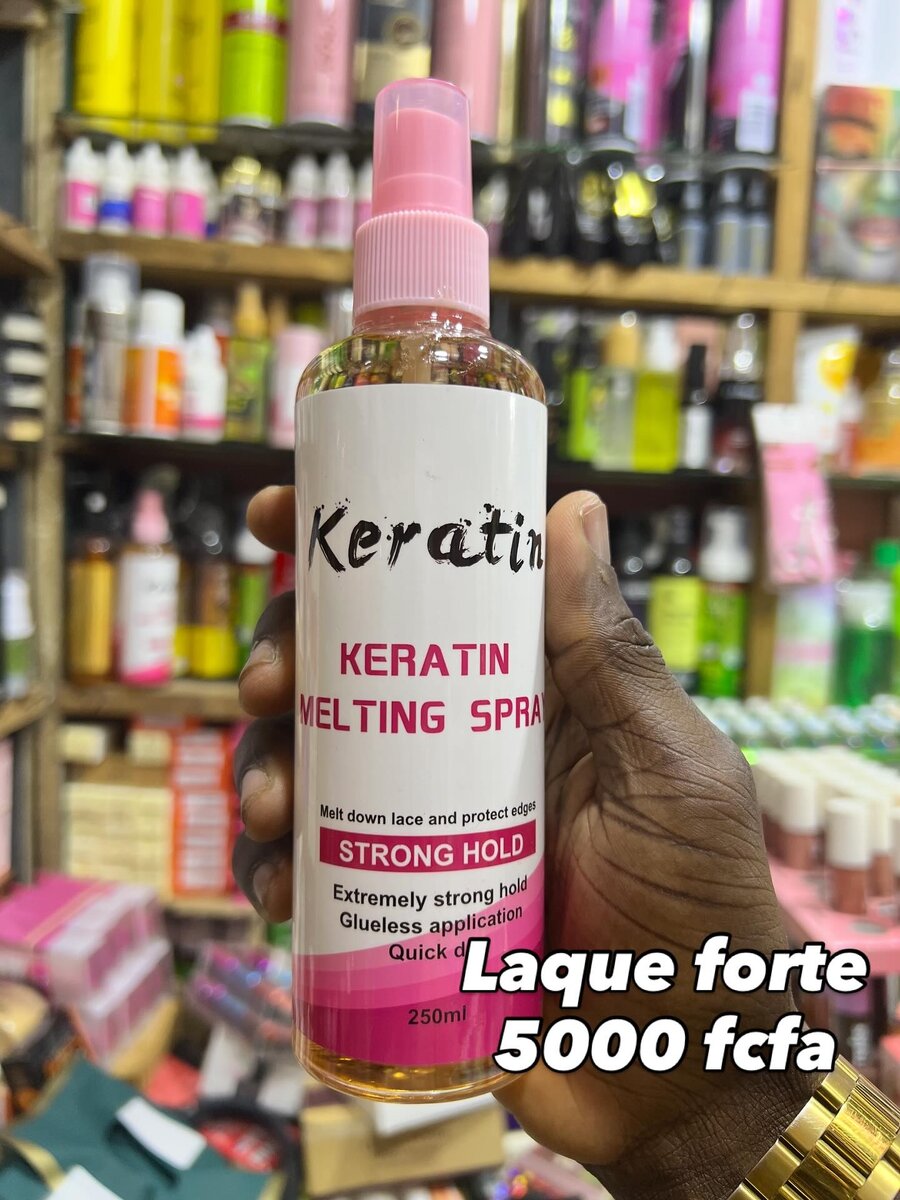 Keratin
KERATIN
MELTING SPRAY
Melt down lace and protect edges
STRONG HOLD
Extremely strong hold
Glueless application
Quick
250ml
Laque forte
5000 fcfa